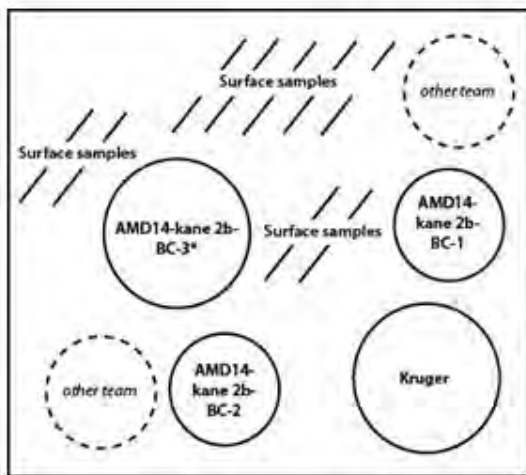 Surface samples
other team
Surface samples
AMD14-
kane 2b-
BC-1
AMD14-kane 2b-
BC-3*
Surface samples
AMD14-
kane 2b-
BC-2
other team
Kruger